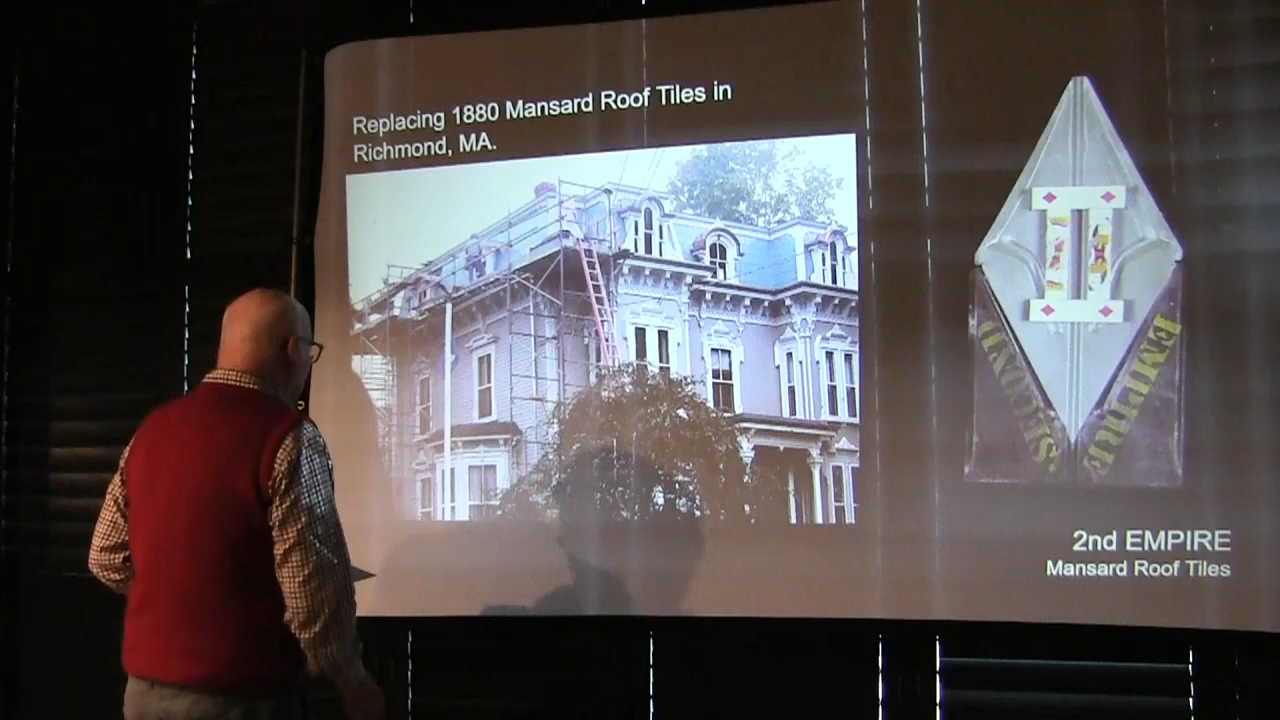 Replacing 1880 Mansard Roof Tiles in
Richmond, MA.
SECOND
EMPIRE
2nd EMPIRE
Mansard Roof Tiles